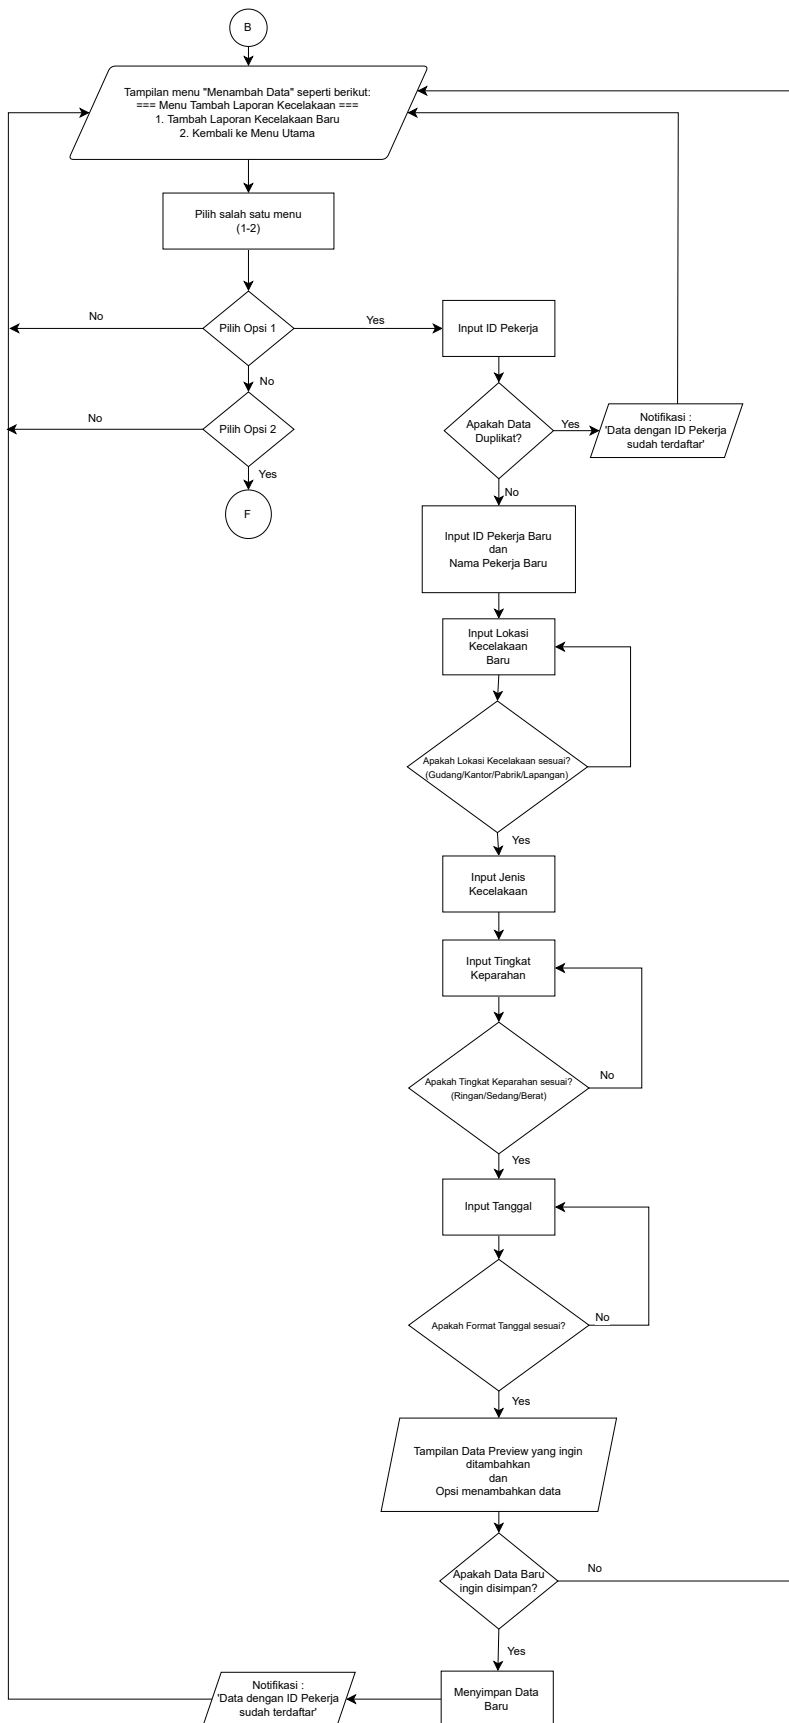 B
Tampilan menu "Menambah Data" seperti berikut:
=== Menu Tambah Laporan Kecelakaan ===
1. Tambah Laporan Kecelakaan Baru
2. Kembali ke Menu Utama
Pilih salah satu menu
(1-2)
No
Pilih Opsi 1
Yes
Input ID Pekerja
No
No
Pilih Opsi 2
Yes
F
Apakah Data
Duplikat?
Yes
Notifikasi :
'Data dengan ID Pekerja
sudah terdaftar'
No
Input ID Pekerja Baru
dan
Nama Pekerja Baru
Input Lokasi
Kecelakaan
Baru
Apakah Lokasi Kecelakaan sesuai?
(Gudang/Kantor/Pabrik/Lapangan)
Yes
Input Jenis
Kecelakaan
Input Tingkat
Keparahan
Apakah Tingkat Keparahan sesuai?
(Ringan/Sedang/Berat)
No
Yes
Input Tanggal
Apakah Format Tanggal sesuai?
No
Yes
Tampilan Data Preview yang ingin
ditambahkan
dan
Opsi menambahkan data
Apakah Data Baru
ingin disimpan?
No
Yes
Menyimpan Data
Baru
Notifikasi :
'Data dengan ID Pekerja
sudah terdaftar'